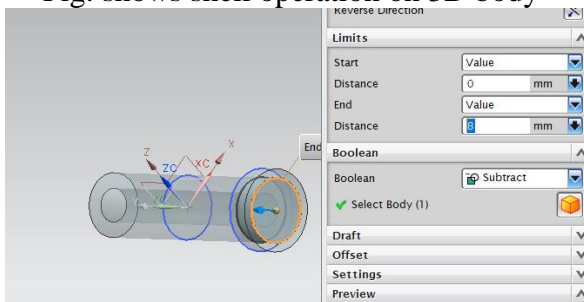 Fig. shows shell operation on 3D body
Reverse Direction
Limits
Start Value
Distance 0 mm
End Value
Distance 8 mm
Boolean
Boolean Subtract
Select Body (1)
Draft
Offset
Settings
Preview
End
Z
ZC
XC
X